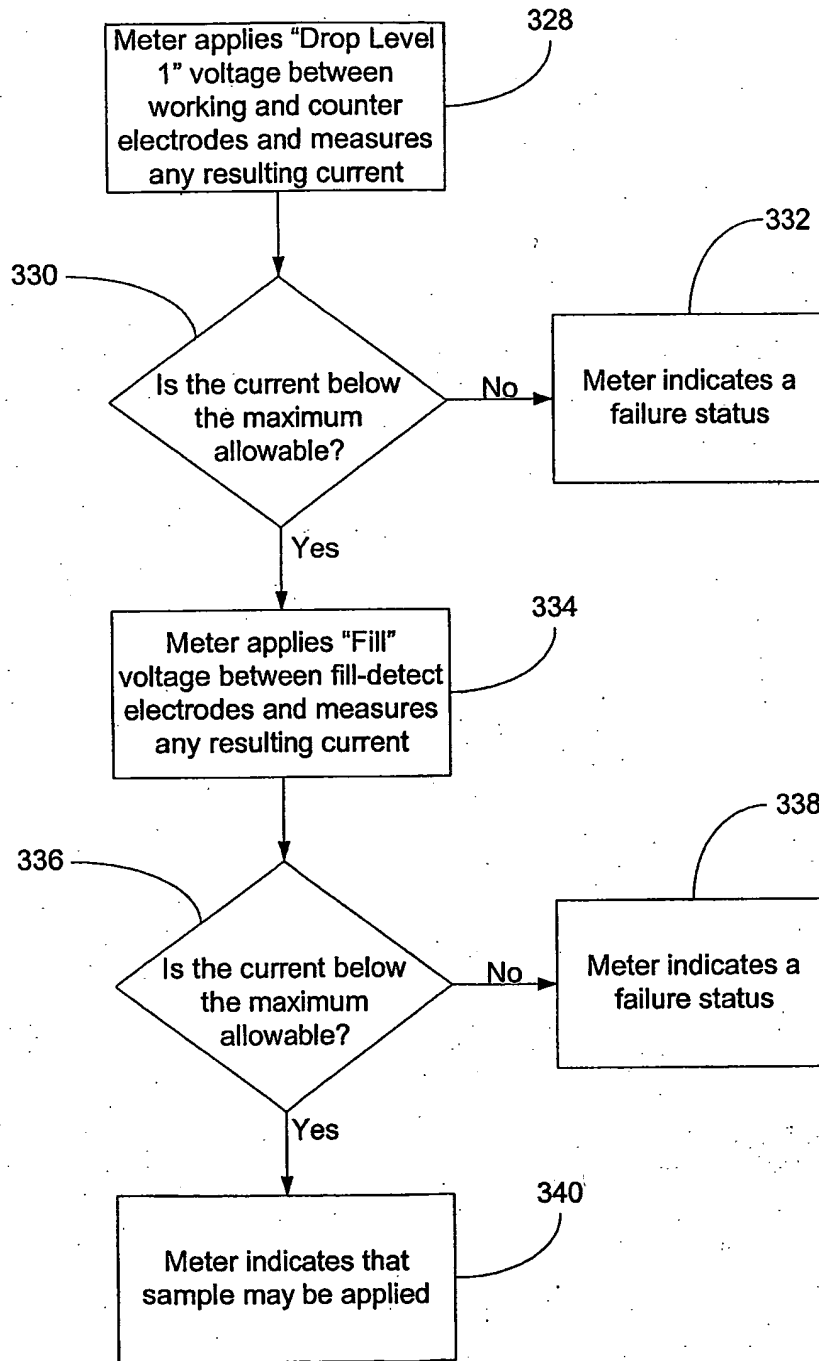 328
Meter applies “Drop Level
1” voltage between
working and counter
electrodes and measures
any resulting current
332
330
Is the current below
the maximum
allowable?
No
Meter indicates a
failure status
Yes
334
Meter applies “Fill”
voltage between fill-detect
electrodes and measures
any resulting current
338
336
Is the current below
the maximum
allowable?
No
Meter indicates a
failure status
Yes
340
Meter indicates that
sample may be applied